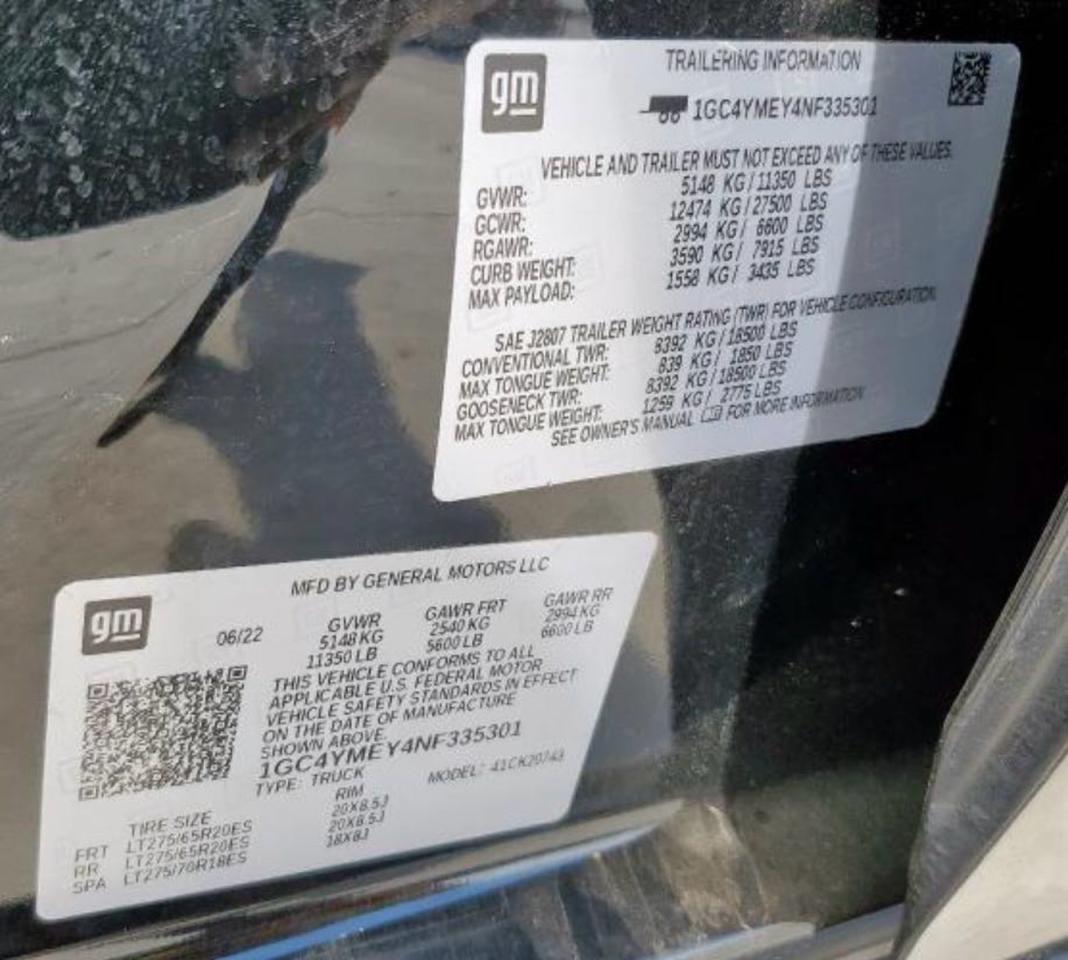 gm
TRAILERING INFORMATION
1GC4YMEY4NF335301
VEHICLE AND TRAILER MUST NOT EXCEED ANY OF THESE VALUES.
GVWR: 5148 KG/11350 LBS
GCWR: 12474 KG/27500 LBS
RGAWR: 2994 KG/ 6600 LBS
CURB WEIGHT: 3590 KG/ 7915 LBS
MAX PAYLOAD: 1558 KG/ 3435 LBS
SAE J2807 TRAILER WEIGHT RATING (TWR) FOR VEHICLE CONFIGURATION.
CONVENTIONAL TWR: 8392 KG/18500 LBS
MAX TONGUE WEIGHT: 839 KG/ 1850 LBS
GOOSENECK TWR: 8392 KG/18500 LBS
MAX TONGUE WEIGHT: 1259 KG/ 2775 LBS
SEE OWNER'S MANUAL FOR MORE INFORMATION
MFD BY GENERAL MOTORS LLC
gm
06/22
GVWR GAWR FRT GAWR RR
5148 KG 2540 KG 2994 KG
11350 LB 5600 LB 6600 LB
THIS VEHICLE CONFORMS TO ALL
APPLICABLE U.S. FEDERAL MOTOR
VEHICLE SAFETY STANDARDS IN EFFECT
ON THE DATE OF MANUFACTURE
SHOWN ABOVE.
1GC4YMEY4NF335301
TYPE: TRUCK MODEL: 41CK20743
TIRE SIZE RIM
FRT LT275/65R20ES 20X8.5J
RR LT275/65R20ES 20X8.5J
SPA LT275/70R18ES 18X8J